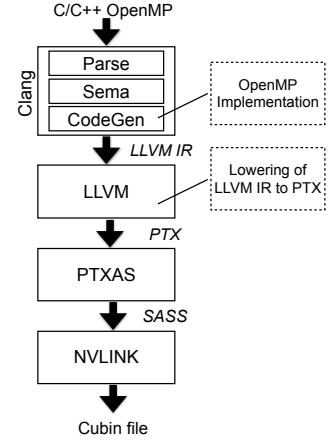 C/C++ OpenMP
Clang
Parse
Sema
CodeGen
OpenMP
Implementation
LLVM IR
LLVM
Lowering of
LLVM IR to PTX
PTX
PTXAS
SASS
NVLINK
Cubin file